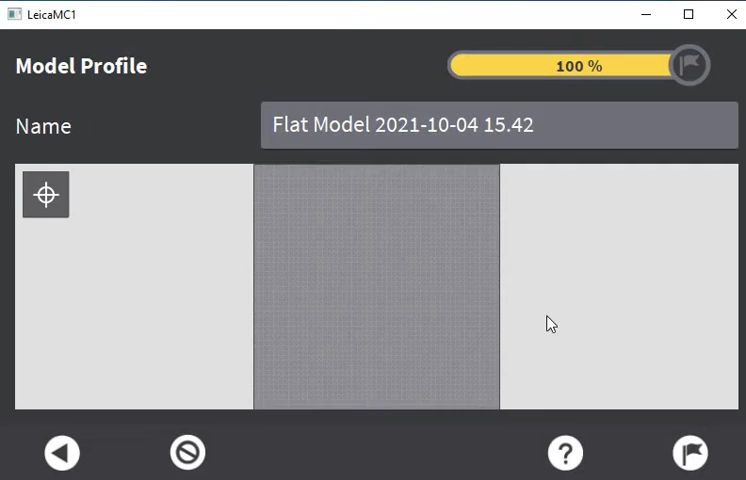 LeicaMC1
Model Profile
100 %
Name
Flat Model 2021-10-04 15.42
?